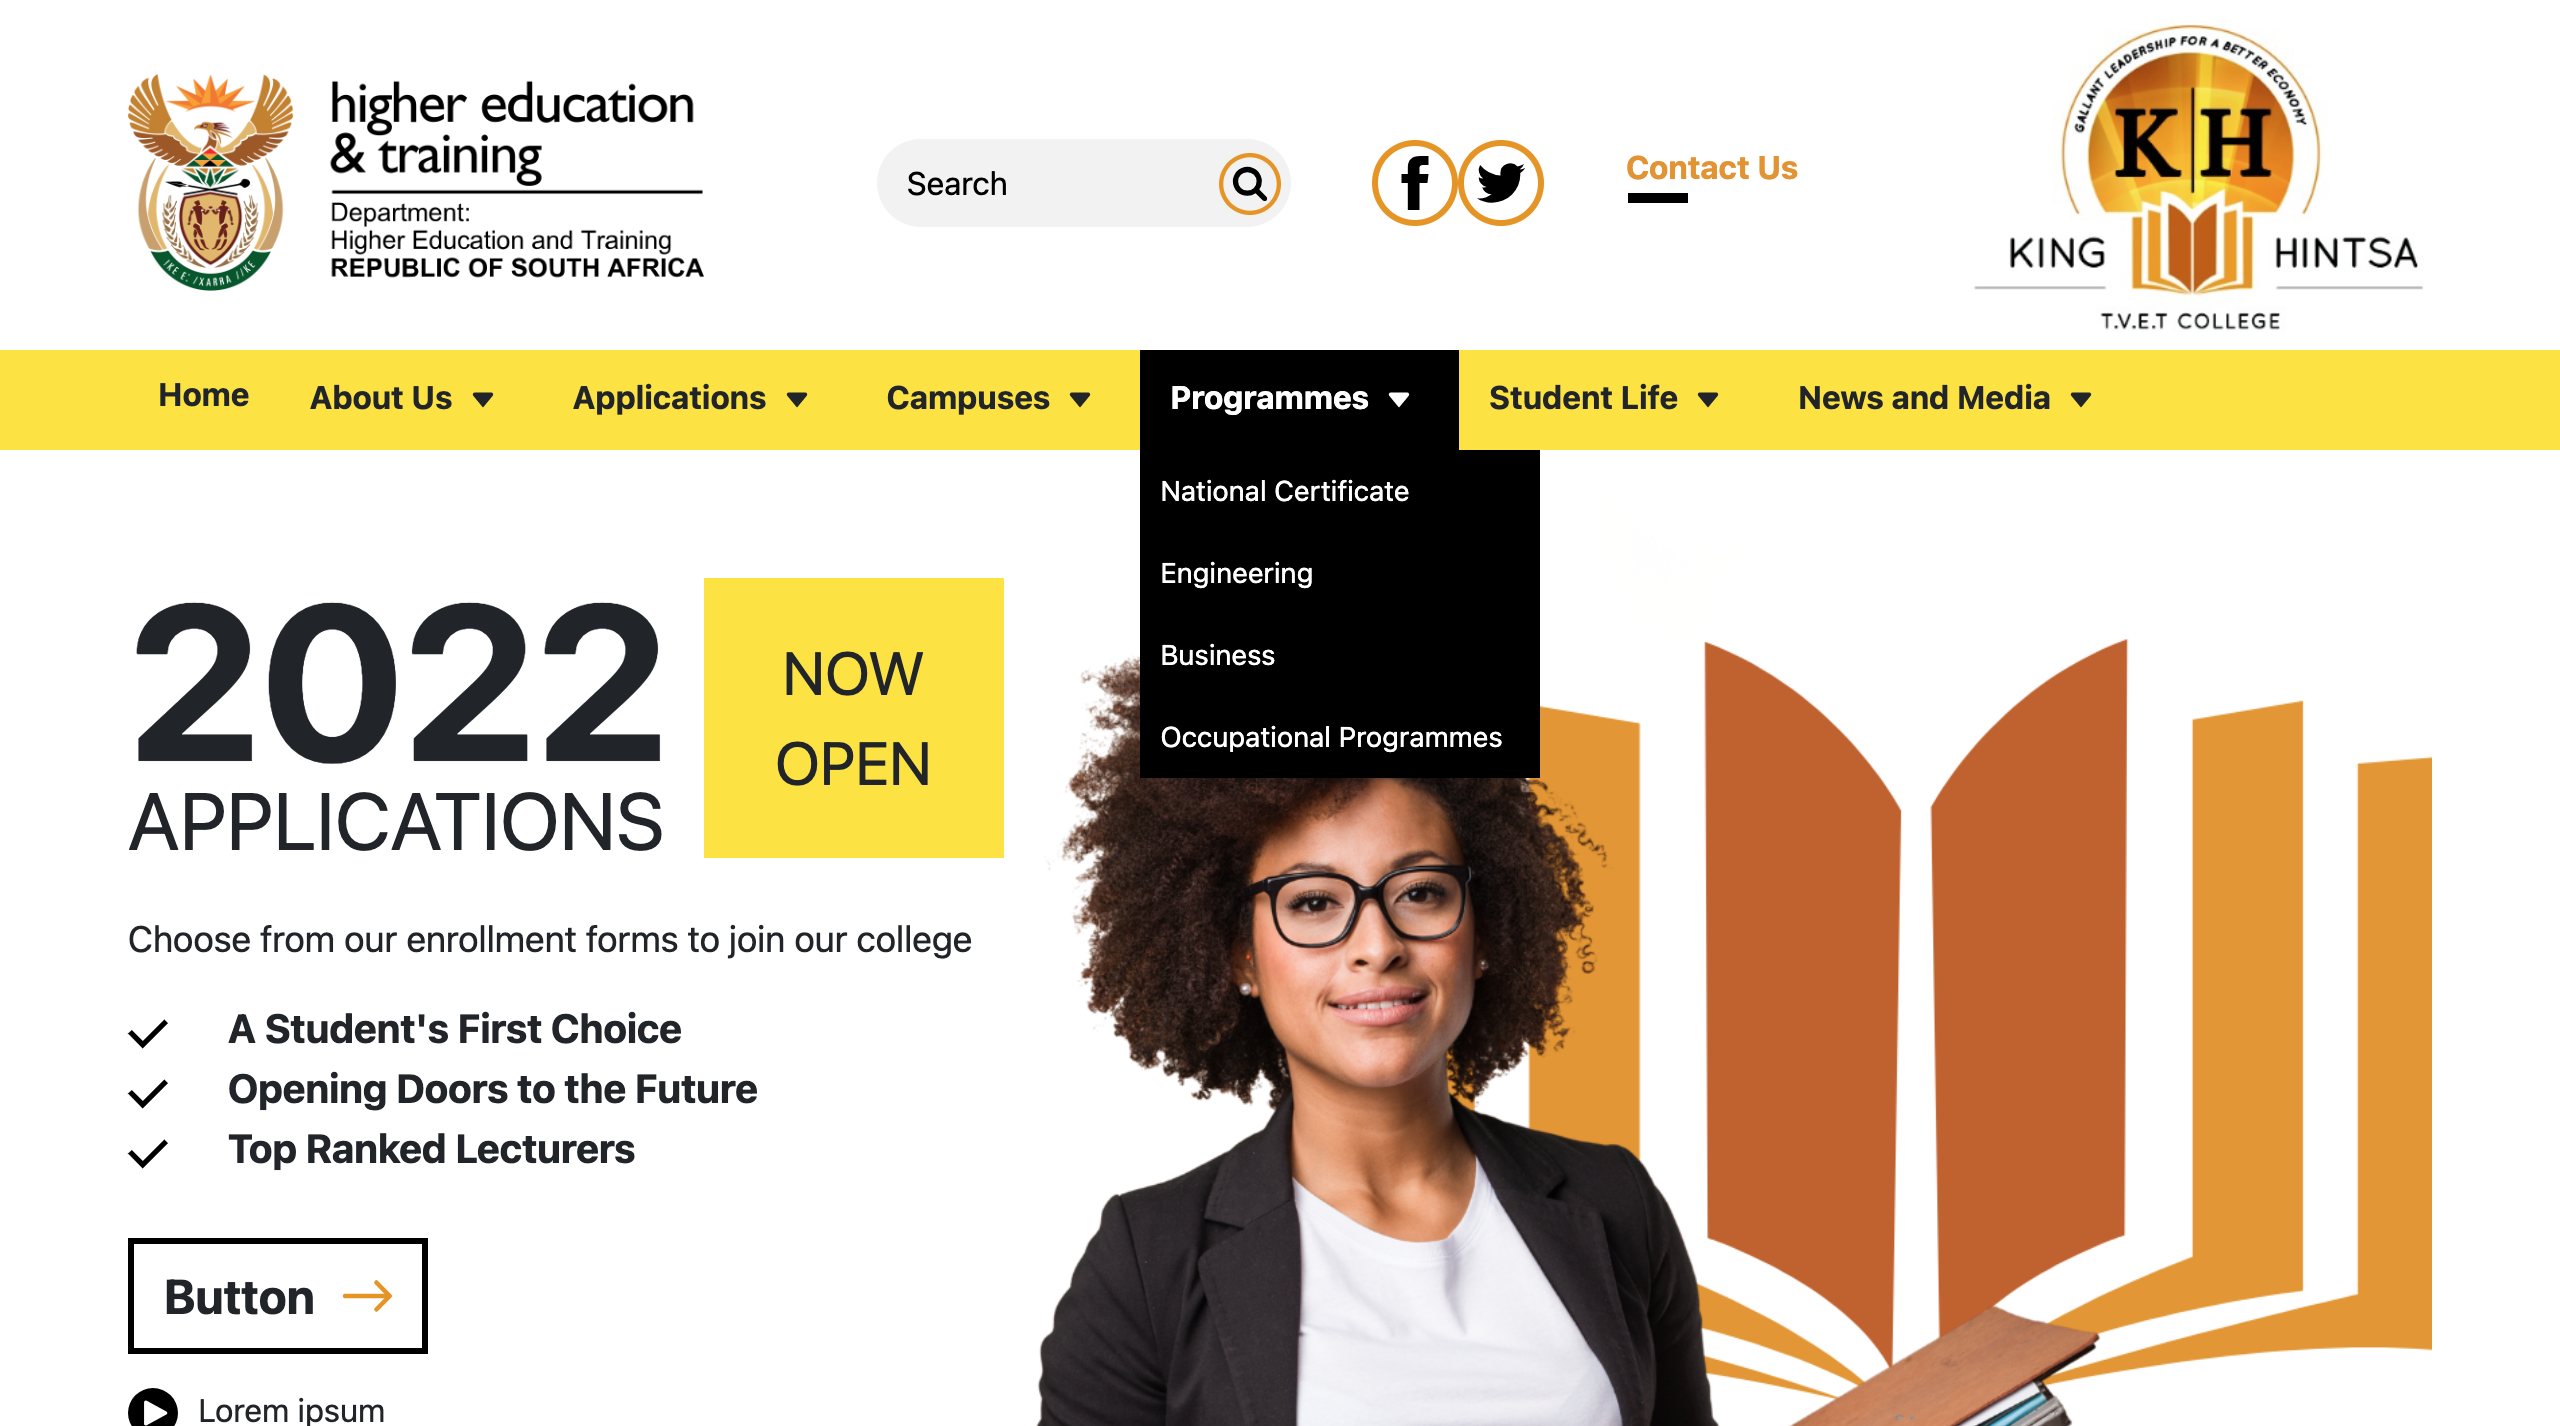 higher education
& training
Department:
Higher Education and Training
REPUBLIC OF SOUTH AFRICA
!KE E: /XARRA //KE
Search
Contact Us
GALLANT LEADERSHIP FOR A BETTER ECONOMY
K H
KING HINTSA
T.V.E.T COLLEGE
Home About Us Applications Campuses Programmes Student Life News and Media
National Certificate
Engineering
Business
Occupational Programmes
2022
APPLICATIONS
NOW
OPEN
Choose from our enrollment forms to join our college
A Student's First Choice
Opening Doors to the Future
Top Ranked Lecturers
Button
Lorem ipsum